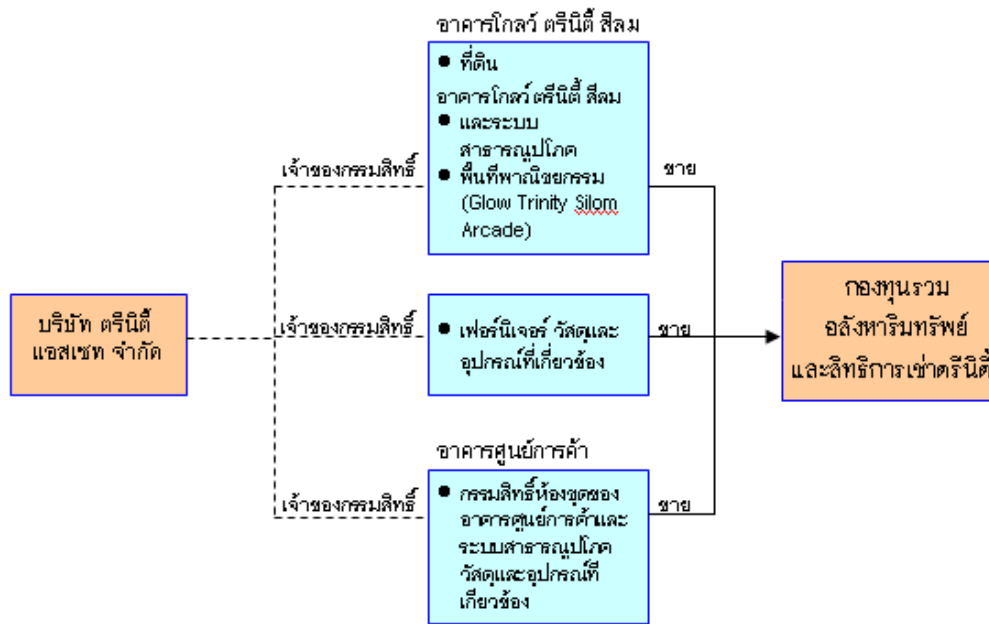 อาคารโกลว์ ตรีนิตี้ สีลม
● ที่ดิน
อาคารโกลว์ ตรีนิตี้ สีลม
● และระบบ
สาธารณูปโภค
● พื้นที่พาณิชยกรรม
(Glow Trinity Silom
Arcade)
เจ้าของกรรมสิทธิ์
ขาย
บริษัท ตรีนิตี้
แอสเซท จำกัด
เจ้าของกรรมสิทธิ์
● เฟอร์นิเจอร์ วัสดุและ
อุปกรณ์ที่เกี่ยวข้อง
ขาย
กองทุนรวม
อสังหาริมทรัพย์
และสิทธิการเช่าตรีนิตี้
อาคารศูนย์การค้า
เจ้าของกรรมสิทธิ์
● กรรมสิทธิ์ห้องชุดของ
อาคารศูนย์การค้าและ
ระบบสาธารณูปโภค
วัสดุและอุปกรณ์ที่
เกี่ยวข้อง
ขาย